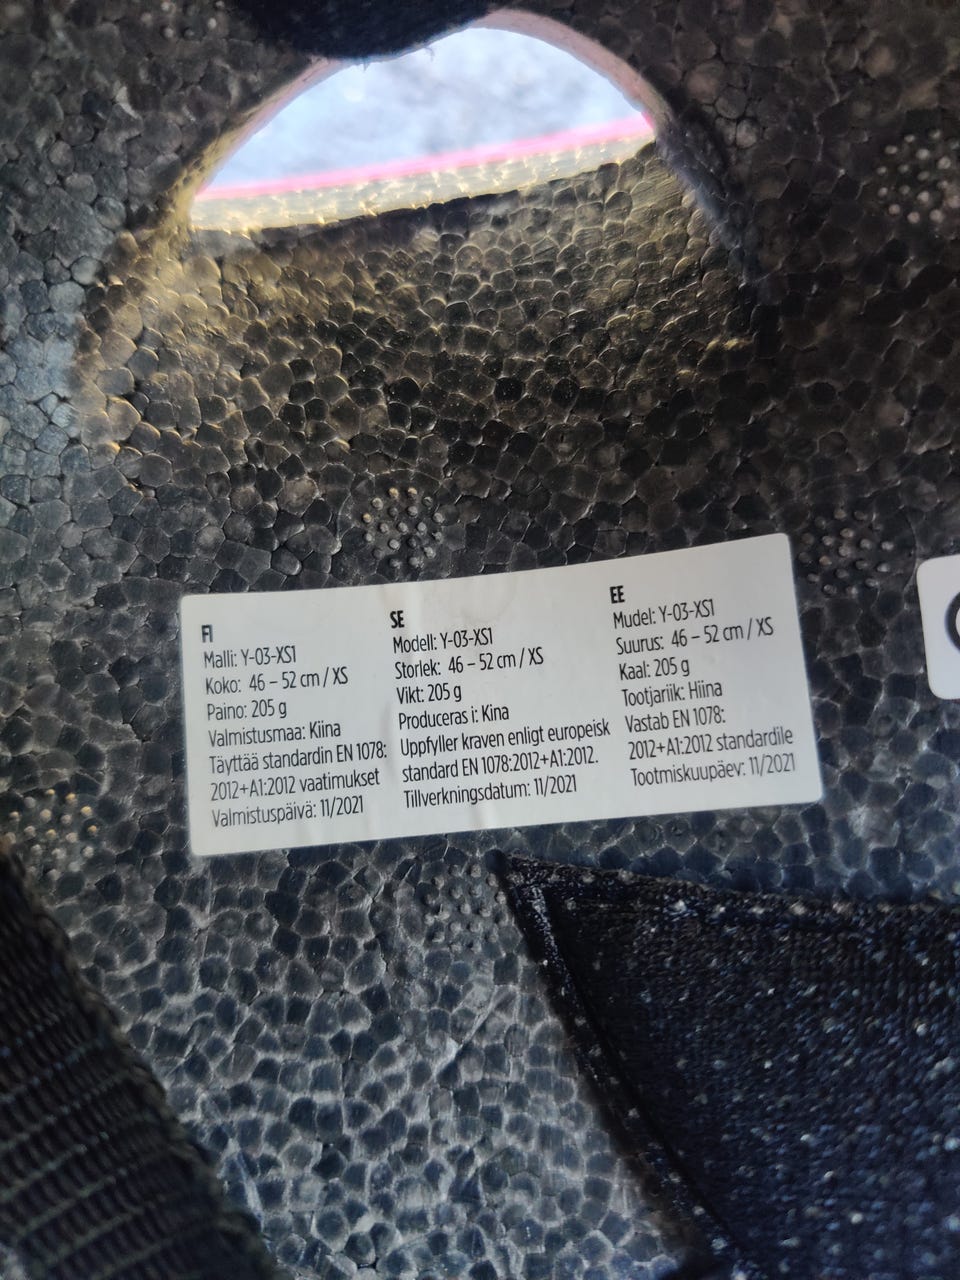 FI
Malli: Y-03-XS1
Koko: 46 – 52 cm / XS
Paino: 205 g
Valmistusmaa: Kiina
Täyttää standardin EN 1078:
2012+A1:2012 vaatimukset
Valmistuspäivä: 11/2021
SE
Modell: Y-03-XS1
Storlek: 46 – 52 cm / XS
Vikt: 205 g
Produceras i: Kina
Uppfyller kraven enligt europeisk
standard EN 1078:2012+A1:2012.
Tillverkningsdatum: 11/2021
EE
Mudel: Y-03-XS1
Suurus: 46 – 52 cm / XS
Kaal: 205 g
Tootjariik: Hiina
Vastab EN 1078:
2012+A1:2012 standardile
Tootmiskuupäev: 11/2021